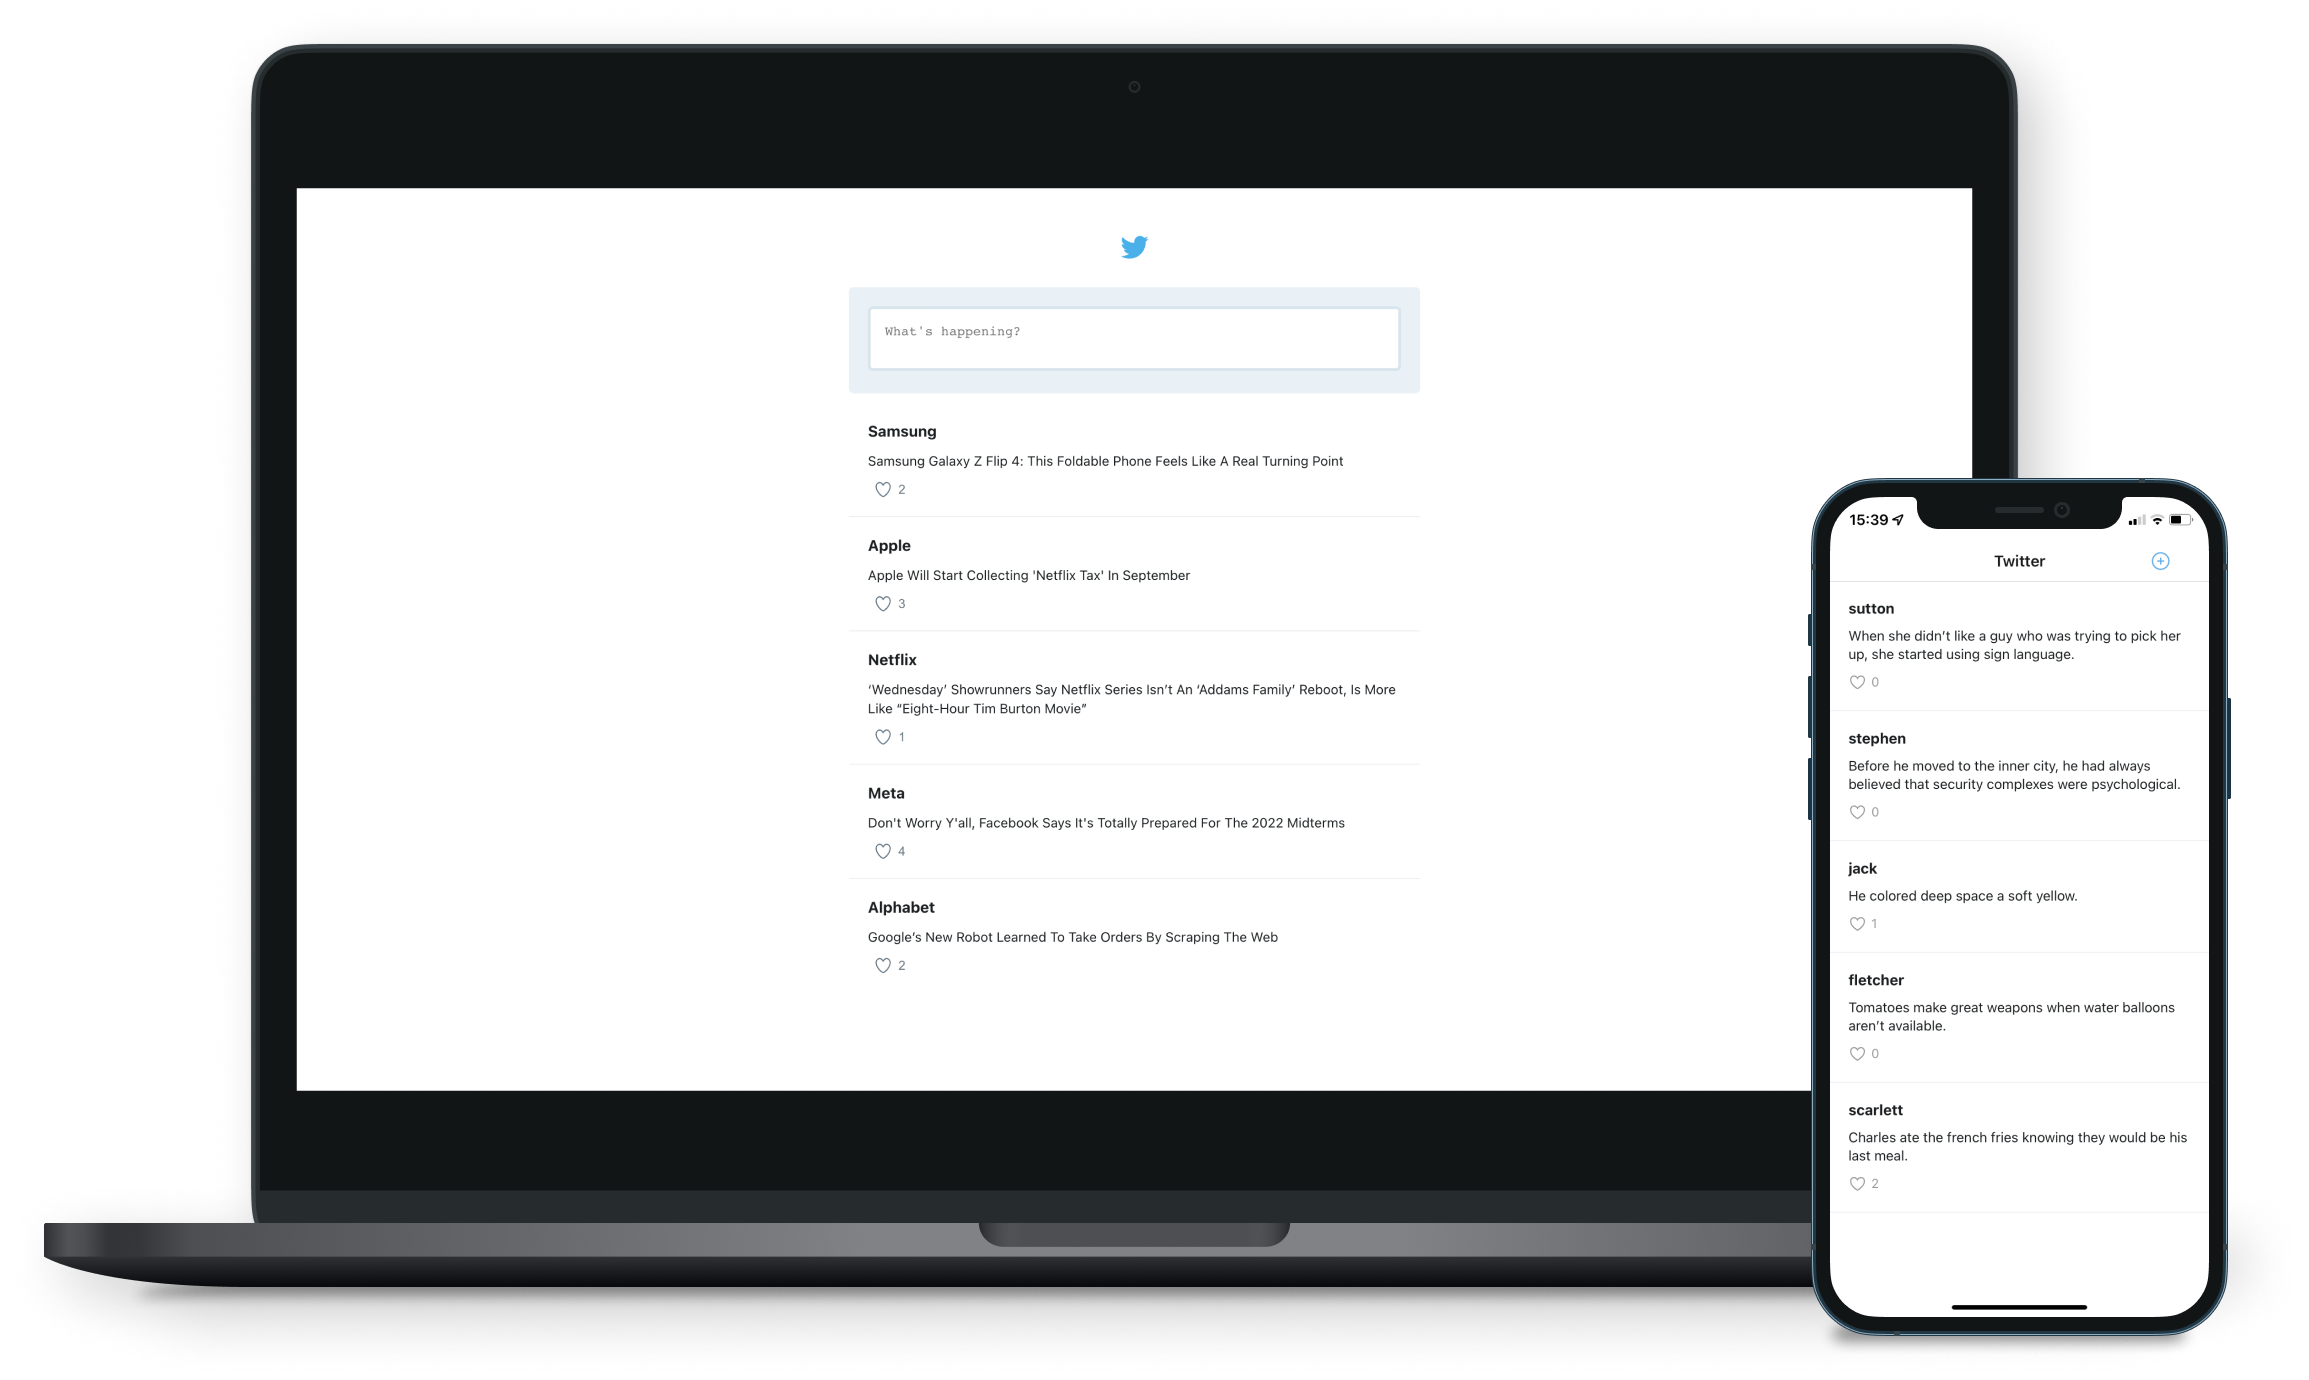 What's happening?
Samsung
Samsung Galaxy Z Flip 4: This Foldable Phone Feels Like A Real Turning Point
2
Apple
Apple Will Start Collecting 'Netflix Tax' In September
3
Netflix
‘Wednesday’ Showrunners Say Netflix Series Isn’t An ‘Addams Family’ Reboot, Is More
Like “Eight-Hour Tim Burton Movie”
1
Meta
Don't Worry Y'all, Facebook Says It's Totally Prepared For The 2022 Midterms
4
Alphabet
Google’s New Robot Learned To Take Orders By Scraping The Web
2
15:39
Twitter
sutton
When she didn’t like a guy who was trying to pick her
up, she started using sign language.
0
stephen
Before he moved to the inner city, he had always
believed that security complexes were psychological.
0
jack
He colored deep space a soft yellow.
1
fletcher
Tomatoes make great weapons when water balloons
aren’t available.
0
scarlett
Charles ate the french fries knowing they would be his
last meal.
2